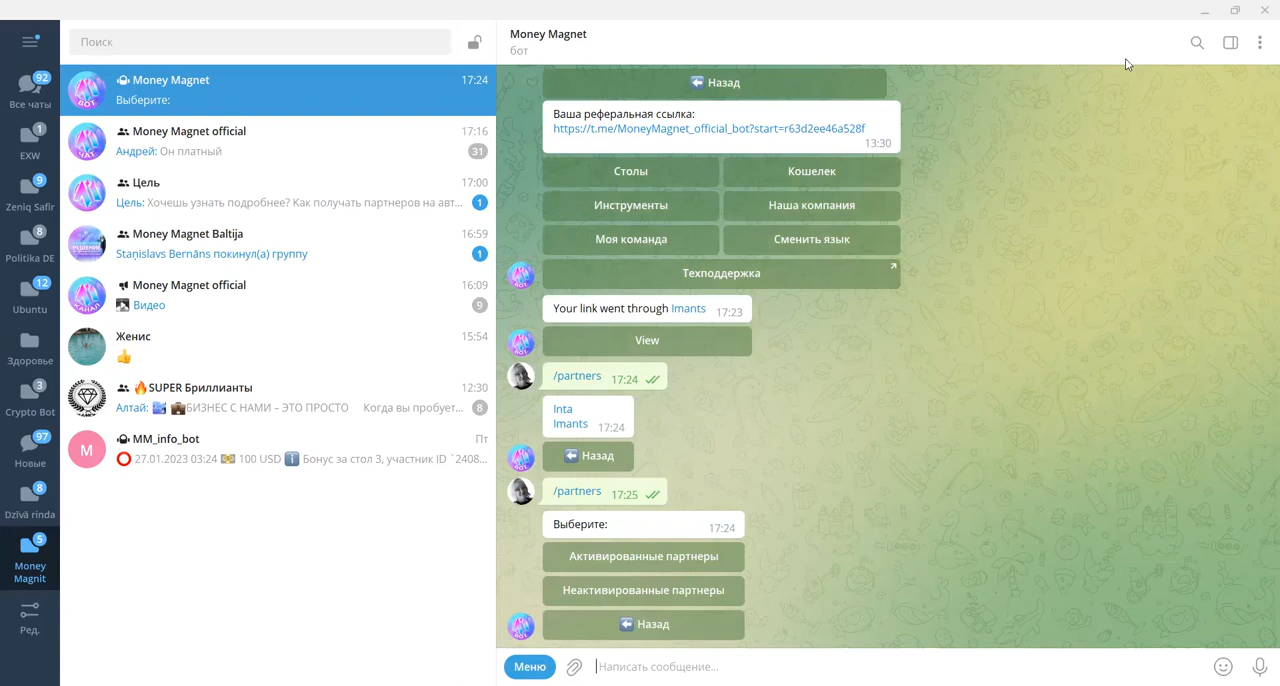 Поиск
92
Все чаты
1
EXW
9
Zeniq Safir
8
Politika DE
12
Ubuntu
Здоровье
3
Crypto Bot
97
Новые
8
Dzīvā rinda
5
Money
Magnit
Ред.
Money Magnet
17:24
Выберите:
Money Magnet official
17:16
Андрей: Он платный
31
Цель
17:00
Цель: Хочешь узнать подробнее? Как получать партнеров на авт...
1
Money Magnet Baltija
16:59
Staņislavs Bernāns покинул(а) группу
1
Money Magnet official
16:09
Видео
9
Женис
15:54
👍
🔥SUPER Бриллианты
12:30
Алтай: 💼БИЗНЕС С НАМИ – ЭТО ПРОСТО Когда вы пробует...
8
M
MM_info_bot
Пт
⭕ 27.01.2023 03:24 💵 100 USD ℹ️ Бонус за стол 3, участник ID `2408...
Money Magnet
бот
⬅️ Назад
Ваша реферальная ссылка:
https://t.me/MoneyMagnet_official_bot?start=r63d2ee46a528f
13:30
Столы
Кошелек
Инструменты
Наша компания
Моя команда
Сменить язык
Техподдержка
Your link went through Imants 17:23
View
/partners 17:24
Inta
Imants 17:24
⬅️ Назад
/partners 17:25
Выберите: 17:24
Активированные партнеры
Неактивированные партнеры
⬅️ Назад
БОТ
Меню
Написать сообщение...